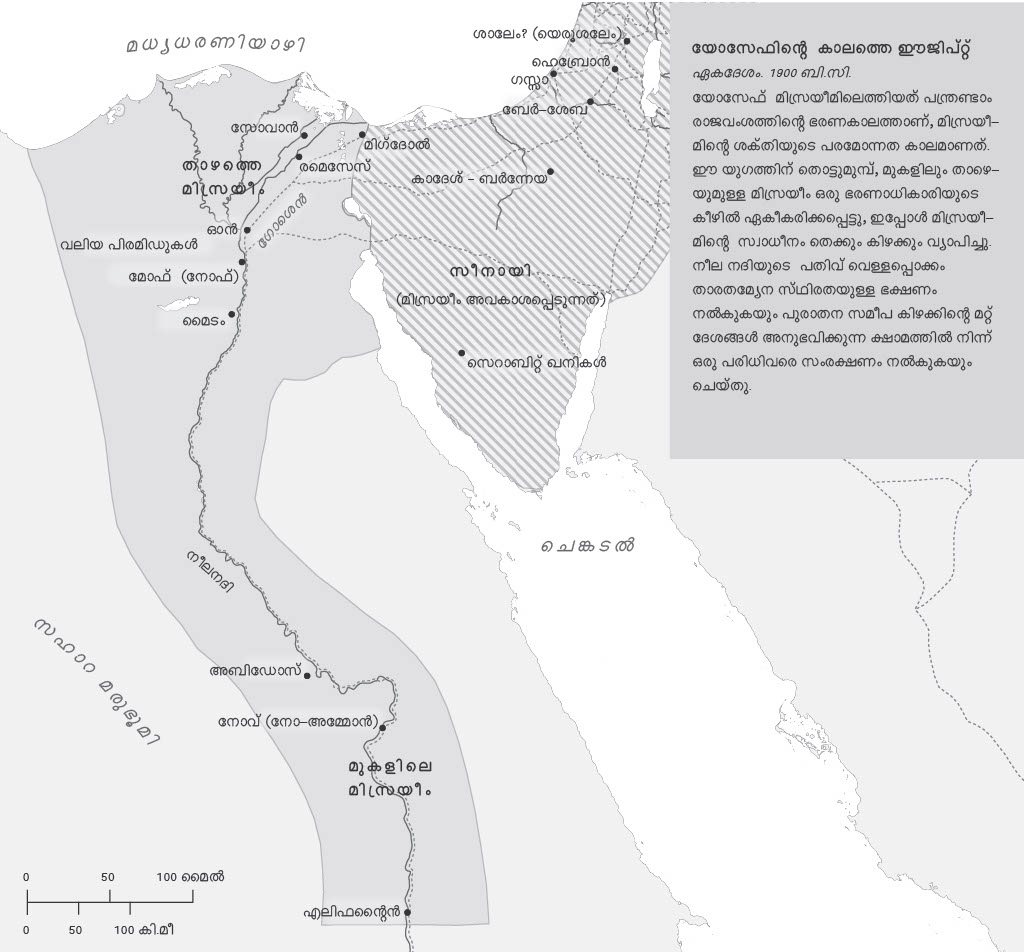 മധ്യധരണിയാഴി
ശാലേം? (യെരൂശലേം)
ഹെബ്രോൻ
ഗസ്സാ
ബേർ–ശേബ
സോവാൻ
മിഗ്ദോൽ
താഴത്തെ
മിസ്രയീം
രമെസേസ്
കാദേശ് – ബർന്നേയ
ഗോശെൻ
ഓൻ
വലിയ പിരമിഡുകൾ
മോഫ് (നോഫ്)
സീനായി
(മിസ്രയീം അവകാശപ്പെടുന്നത്)
മൈടം
സെറാബിറ്റ് ഖനികൾ
ചെങ്കടൽ
നീലനദി
സഹാറ മരുഭൂമി
അബിഡോസ്
നോവ് (നോ–അമ്മോൻ)
മുകളിലെ
മിസ്രയീം
എലിഫന്റൈൻ
0 50 100 മൈൽ
0 50 100 കി.മീ
യോസേഫിന്റെ കാലത്തെ ഈജിപ്റ്റ്
ഏകദേശം. 1900 ബി.സി.
യോസേഫ് മിസ്രയീമിലെത്തിയത് പന്ത്രണ്ടാം
രാജവംശത്തിന്റെ ഭരണകാലത്താണ്, മിസ്രയീ–
മിന്റെ ശക്തിയുടെ പരമോന്നത കാലമാണത്.
ഈ യുഗത്തിന് തൊട്ടുമുമ്പ്, മുകളിലും താഴെ–
യുമുള്ള മിസ്രയീം ഒരു ഭരണാധികാരിയുടെ
കീഴിൽ ഏകീകരിക്കപ്പെട്ടു, ഇപ്പോൾ മിസ്രയീ–
മിന്റെ സ്വാധീനം തെക്കും കിഴക്കും വ്യാപിച്ചു.
നീല നദിയുടെ പതിവ് വെള്ളപ്പൊക്കം
താരതമ്യേന സ്ഥിരതയുള്ള ഭക്ഷണം
നൽകുകയും പുരാതന സമീപ കിഴക്കിന്റെ മറ്റ്
ദേശങ്ങൾ അനുഭവിക്കുന്ന ക്ഷാമത്തിൽ നിന്ന്
ഒരു പരിധിവരെ സംരക്ഷണം നൽകുകയും
ചെയ്തു.